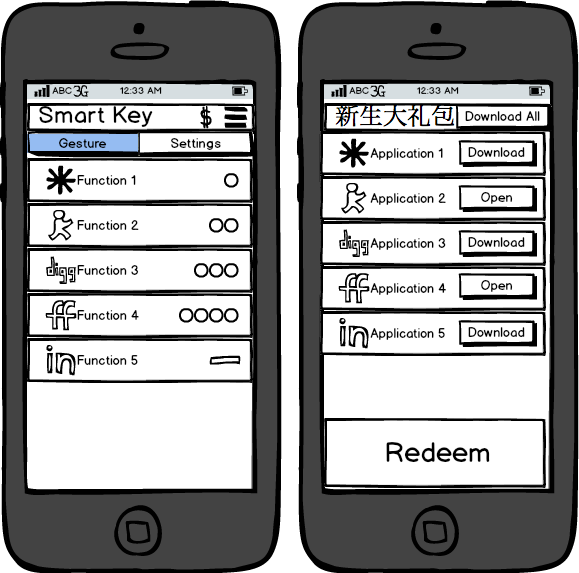 ABC 3G 12:33 AM
Smart Key $
Gesture Settings
Function 1
Function 2
digg Function 3
ff Function 4
in Function 5
ABC 3G 12:33 AM
新生大礼包 Download All
Application 1 Download
Application 2 Open
digg Application 3 Download
ff Application 4 Open
in Application 5 Download
Redeem